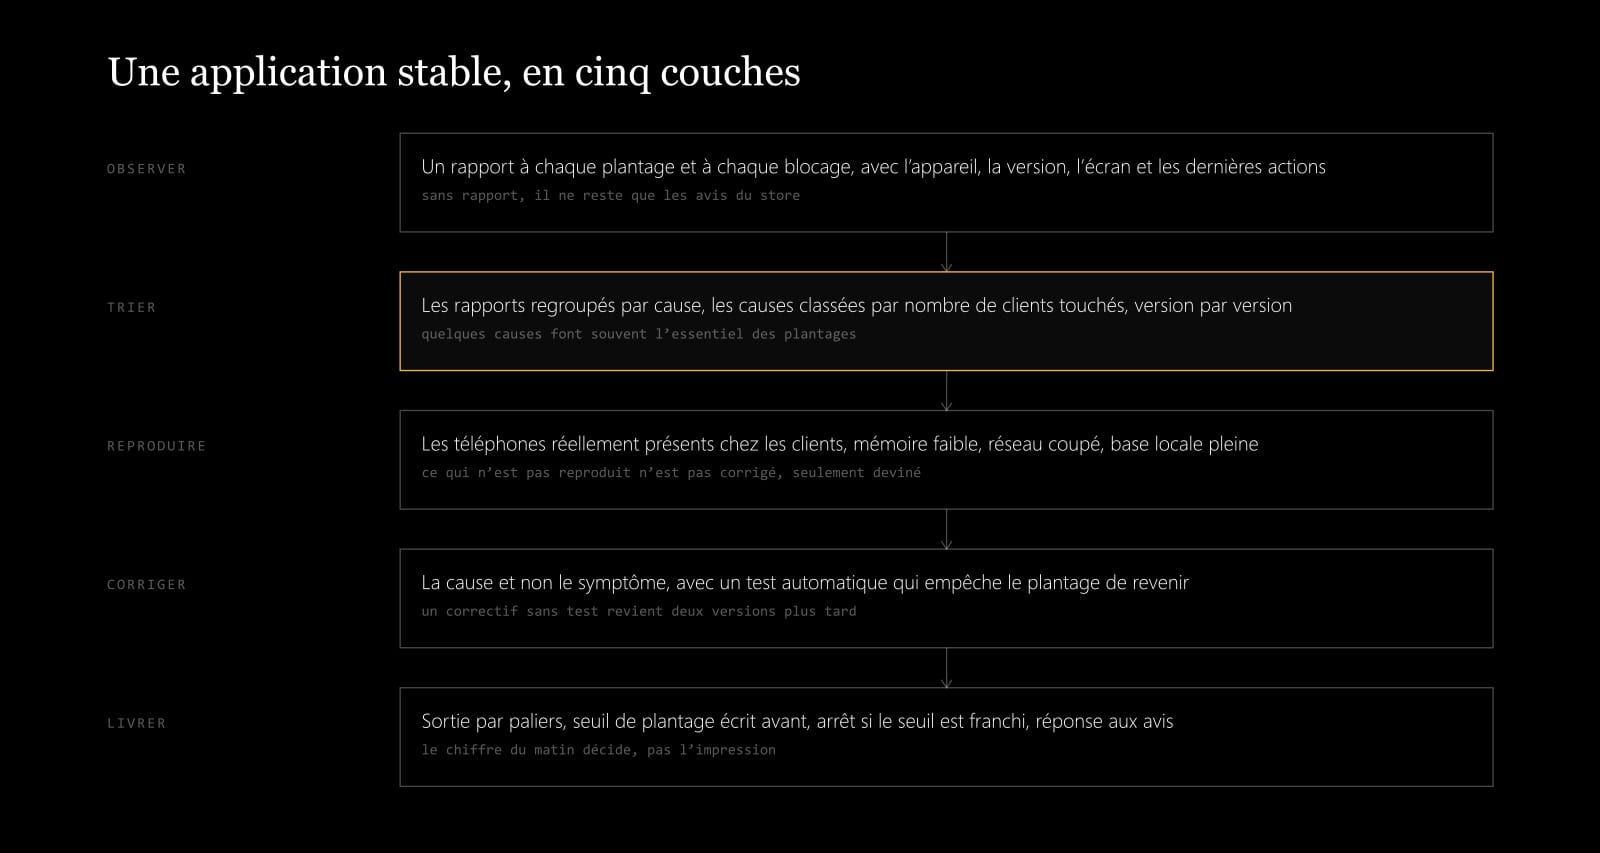 Une application stable, en cinq couches
OBSERVER
Un rapport à chaque plantage et à chaque blocage, avec l’appareil, la version, l’écran et les dernières actions
sans rapport, il ne reste que les avis du store
TRIER
Les rapports regroupés par cause, les causes classées par nombre de clients touchés, version par version
quelques causes font souvent l’essentiel des plantages
REPRODUIRE
Les téléphones réellement présents chez les clients, mémoire faible, réseau coupé, base locale pleine
ce qui n’est pas reproduit n’est pas corrigé, seulement deviné
CORRIGER
La cause et non le symptôme, avec un test automatique qui empêche le plantage de revenir
un correctif sans test revient deux versions plus tard
LIVRER
Sortie par paliers, seuil de plantage écrit avant, arrêt si le seuil est franchi, réponse aux avis
le chiffre du matin décide, pas l’impression